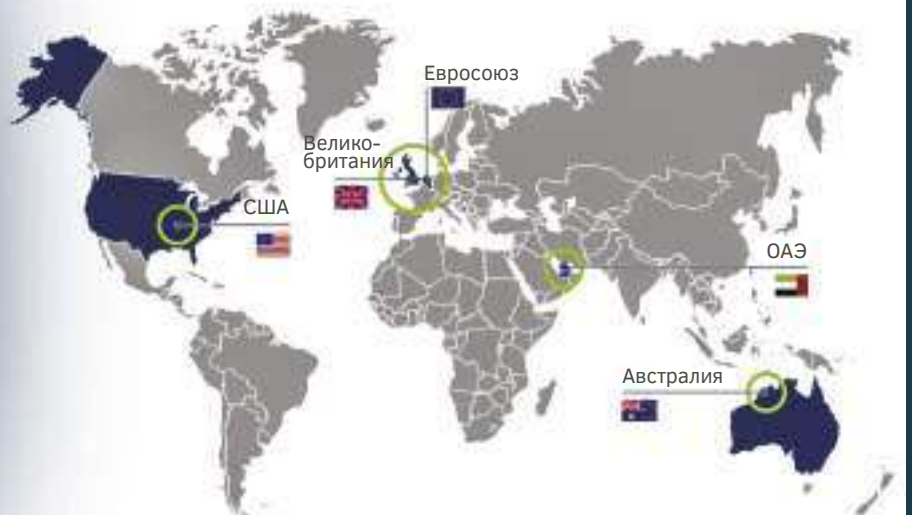 Евросоюз
Велико-
британия
США
ОАЭ
Австралия